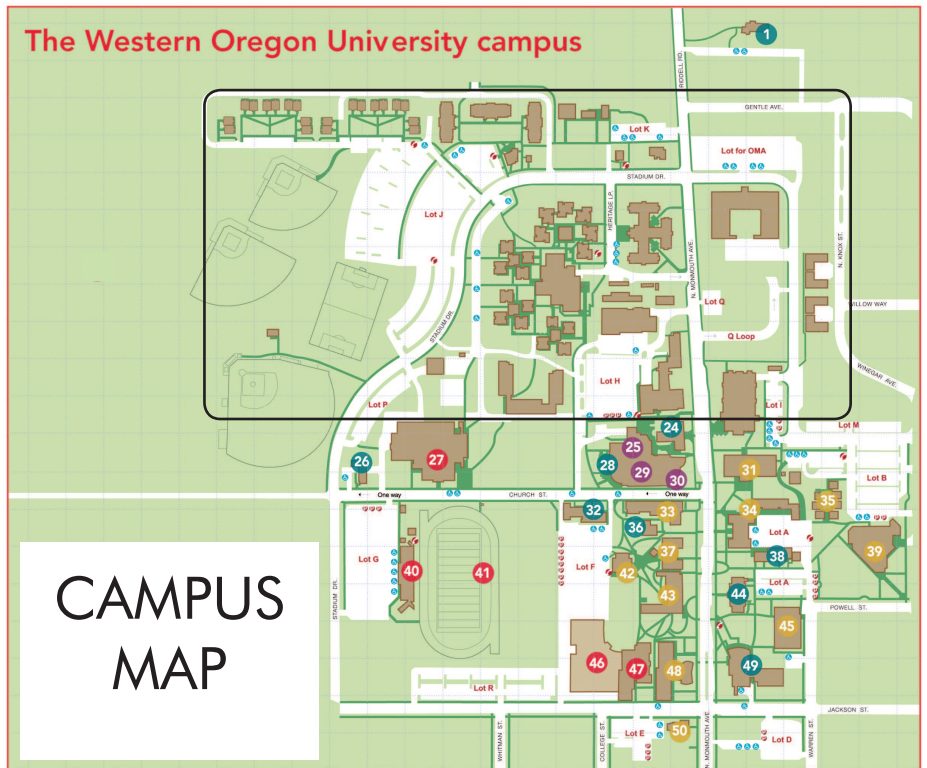 The Western Oregon University campus
1
RIDDELL RD.
GENTLE AVE.
Lot K
Lot for OMA
STADIUM DR.
HERITAGE LP.
Lot J
N. MONMOUTH AVE.
N. KNOX ST.
Lot Q
WILLOW WAY
STADIUM DR.
Q Loop
WINEGAR AVE.
Lot H
Lot P
Lot I
24
Lot M
25
26
27
28
29
30
31
Lot B
One way
CHURCH ST.
One way
35
32
33
34
36
Lot A
37
38
39
Lot G
40
41
Lot F
42
43
44
Lot A
STADIUM DR.
POWELL ST.
45
CAMPUS
MAP
46
47
48
49
Lot R
JACKSON ST.
WHITMAN ST.
COLLEGE ST.
Lot E
50
N. MONMOUTH AVE.
Lot D
WARREN ST.